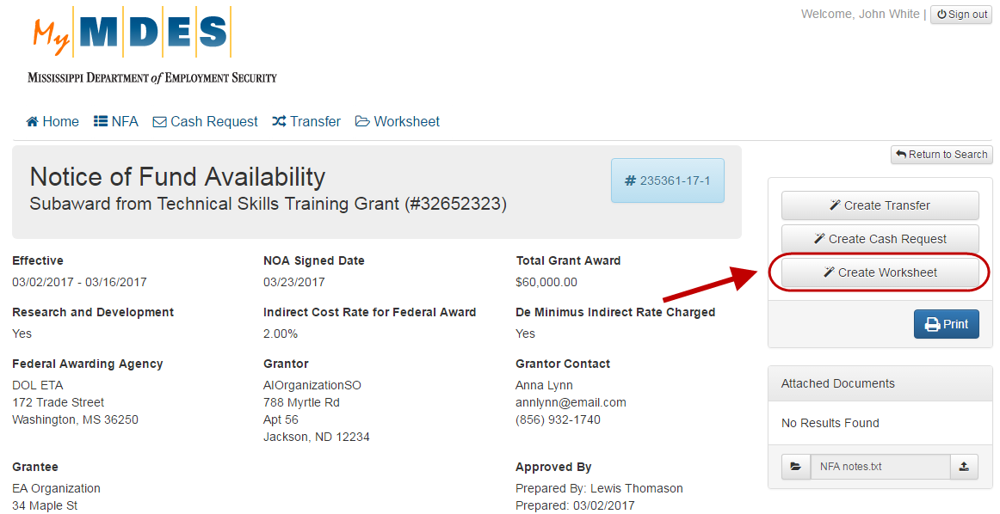 Welcome, John White |
Sign out
My MDES
Mississippi Department of Employment Security
Home
NFA
Cash Request
Transfer
Worksheet
Return to Search
Notice of Fund Availability
Subaward from Technical Skills Training Grant (#32652323)
# 235361-17-1
Create Transfer
Create Cash Request
Create Worksheet
Print
Effective
03/02/2017 - 03/16/2017
NOA Signed Date
03/23/2017
Total Grant Award
$60,000.00
Research and Development
Yes
Indirect Cost Rate for Federal Award
2.00%
De Minimus Indirect Rate Charged
Yes
Federal Awarding Agency
DOL ETA
172 Trade Street
Washington, MS 36250
Grantor
AIOrganizationSO
788 Myrtle Rd
Apt 56
Jackson, ND 12234
Grantor Contact
Anna Lynn
annlynn@email.com
(856) 932-1740
Attached Documents
No Results Found
NFA notes.txt
Grantee
EA Organization
34 Maple St
Approved By
Prepared By: Lewis Thomason
Prepared: 03/02/2017